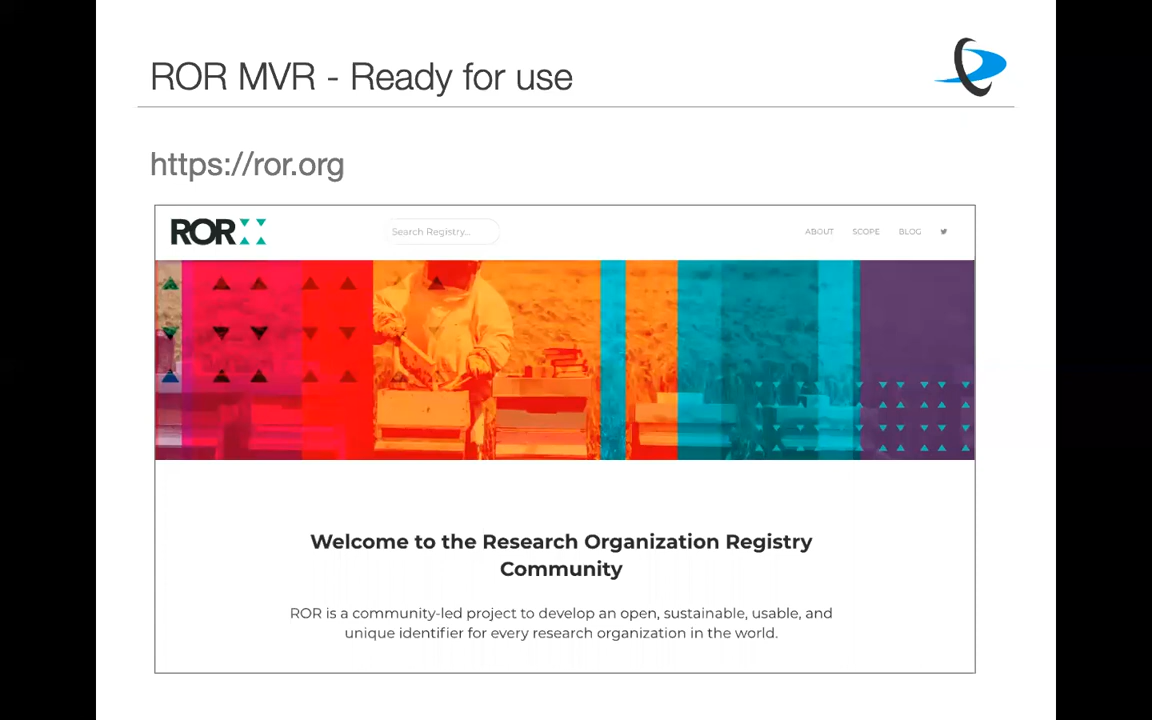 ROR MVR - Ready for use
https://ror.org
ROR
Search Registry...
ABOUT SCOPE BLOG
Welcome to the Research Organization Registry
Community
ROR is a community-led project to develop an open, sustainable, usable, and
unique identifier for every research organization in the world.